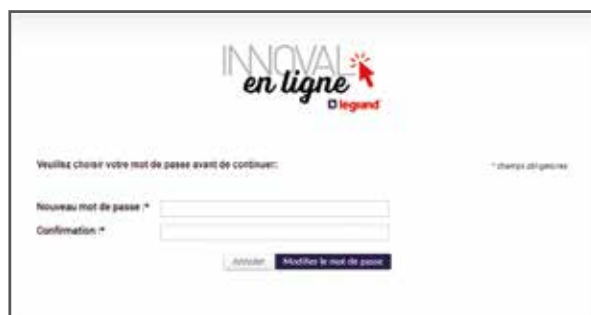 INNOVAL
en ligne
legrand
Veuillez choisir votre mot de passe avant de continuer:
* champs obligatoires
Nouveau mot de passe :*
Confirmation :*
Annuler
Modifier le mot de passe